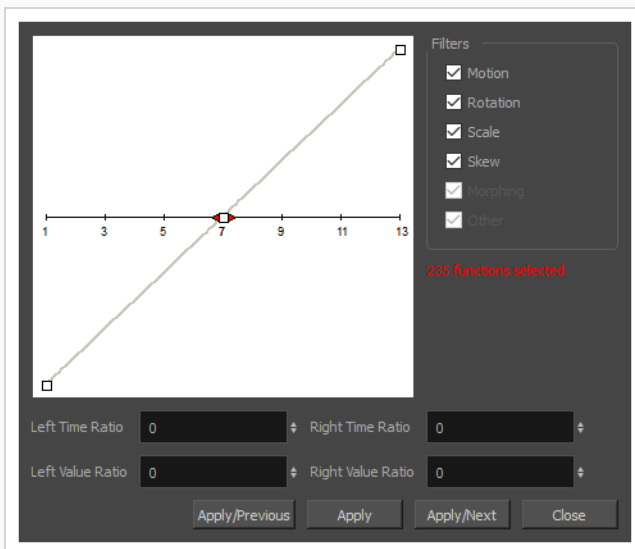 Filters
Motion
Rotation
Scale
Skew
Morphing
Other
1 3 5 7 9 11 13
235 functions selected
Left Time Ratio 0 Right Time Ratio 0
Left Value Ratio 0 Right Value Ratio 0
Apply/Previous Apply Apply/Next Close